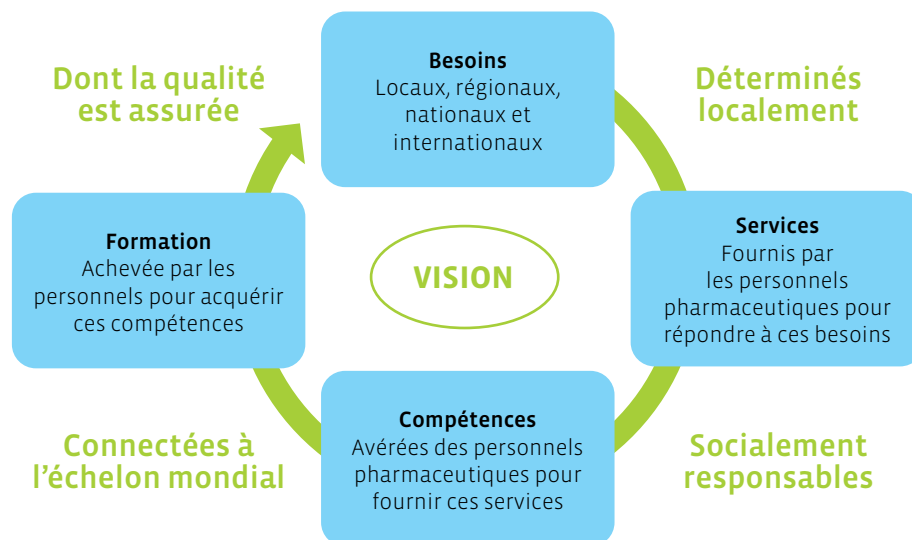 Besoins
Locaux, régionaux,
nationaux et
internationaux
Déterminés
localement
Services
Fournis par
les personnels
pharmaceutiques pour
répondre à ces besoins
Socialement
responsables
Compétences
Avérées des personnels
pharmaceutiques pour
fournir ces services
Connectées à
l’échelon mondial
Formation
Achevée par les
personnels pour acquérir
ces compétences
Dont la qualité
est assurée
VISION